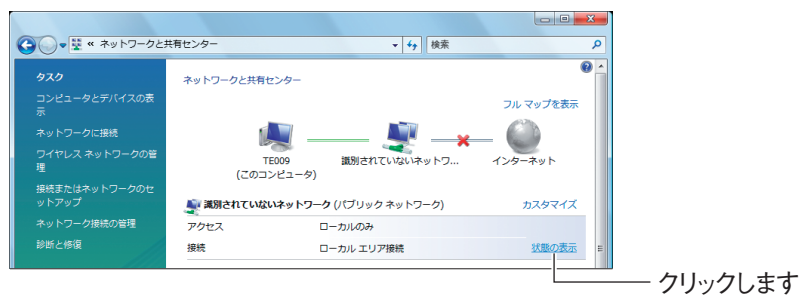 « ネットワークと共有センター
検索
タスク
コンピュータとデバイスの表
示
ネットワークに接続
ワイヤレス ネットワークの管
理
接続またはネットワークのセ
ットアップ
ネットワーク接続の管理
診断と修復
ネットワークと共有センター
フル マップを表示
TE009
(このコンピュータ)
識別されていないネットワ...
インターネット
識別されていないネットワーク (パブリック ネットワーク)
カスタマイズ
アクセス
ローカルのみ
接続
ローカル エリア接続
状態の表示
クリックします